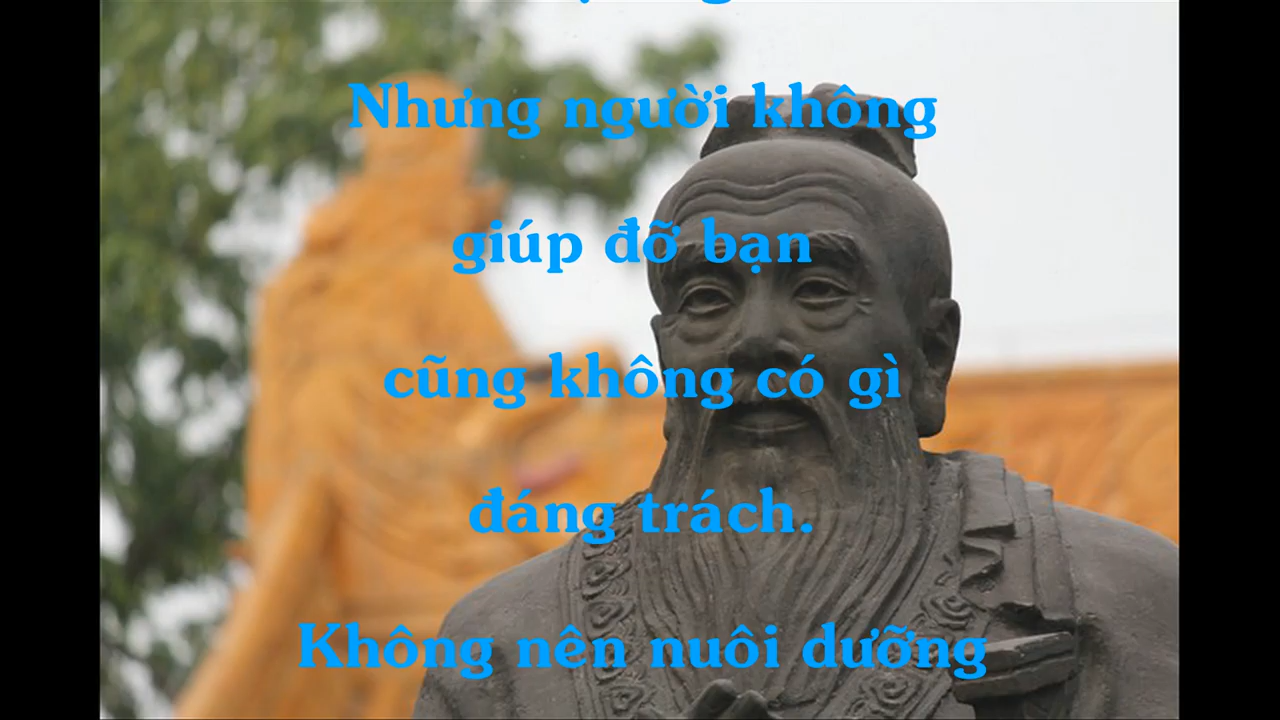 Nhưng người không
giúp đỡ bạn
cũng không có gì
đáng trách.
Không nên nuôi dưỡng